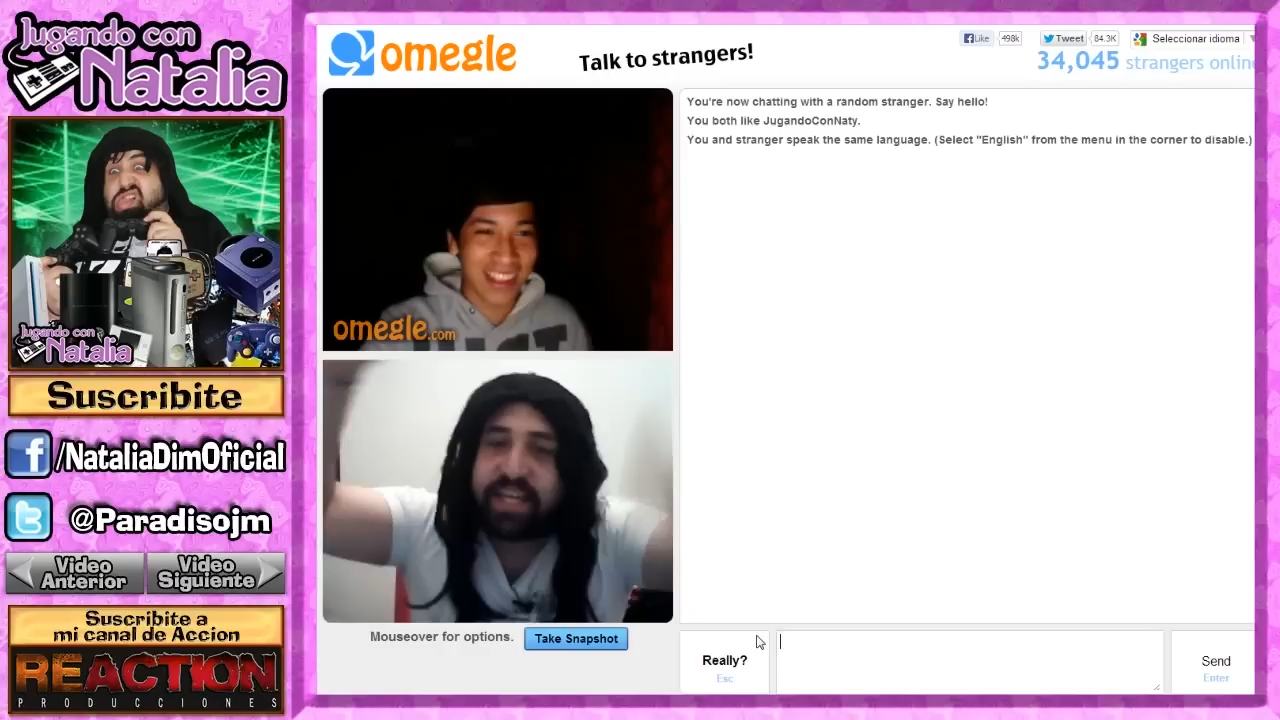 Jugando con
Natalia
Jugando con
Natalia
Suscribite
/NataliaDimOficial
@Paradisojm
Video
Anterior
Video
Siguiente
Suscribite a
mi canal de Accion
REACTION
PRODUCCIONES
omegle
Talk to strangers!
Like 498k
Tweet 84.3K
Seleccionar idioma
34,045 strangers online
omegle.com
You're now chatting with a random stranger. Say hello!
You both like JugandoConNaty.
You and stranger speak the same language. (Select "English" from the menu in the corner to disable.)
Mouseover for options.
Take Snapshot
Really?
Esc
Send
Enter